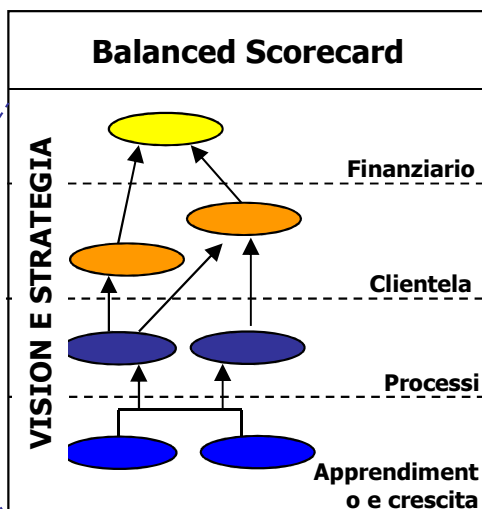 Balanced Scorecard
VISION E STRATEGIA
Finanziario
Clientela
Processi
Apprendiment
o e crescita